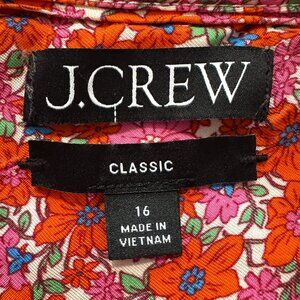 J.CREW
CLASSIC
16
MADE IN
VIETNAM